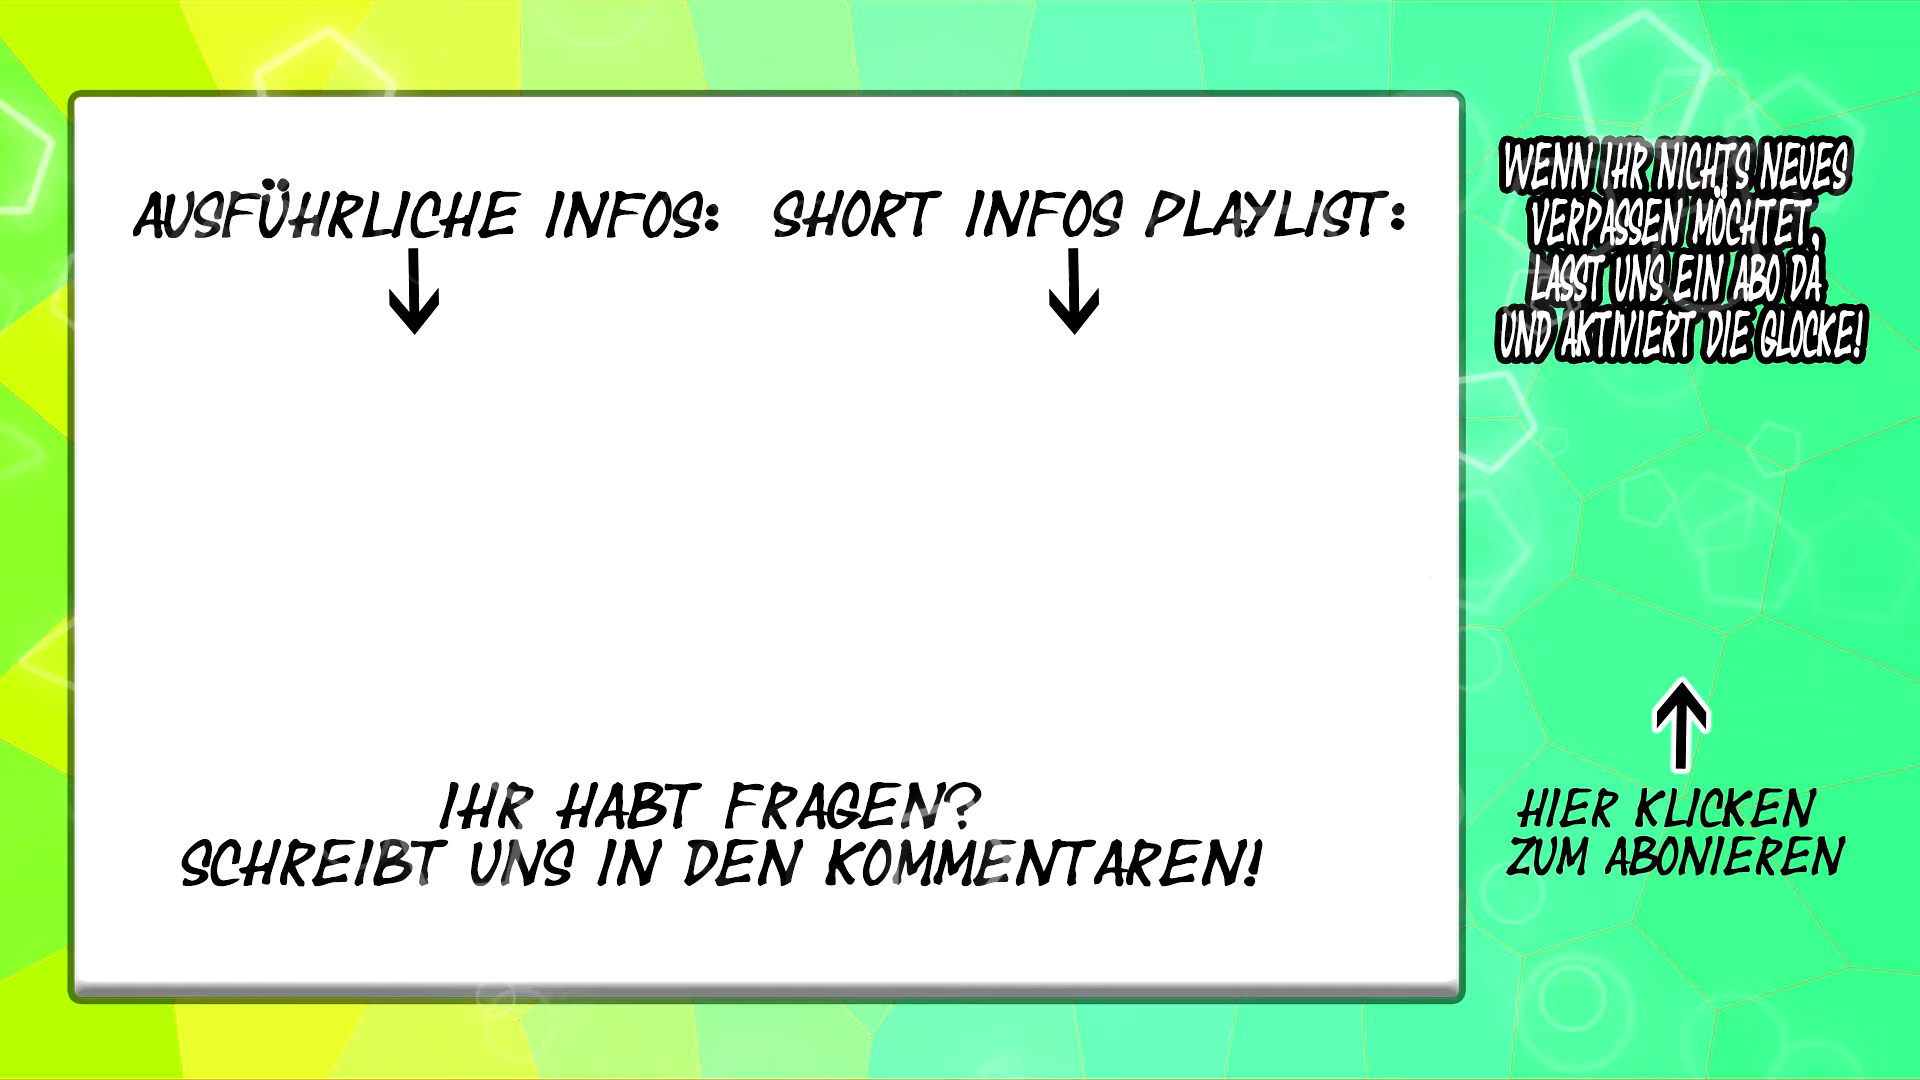 AUSFÜHRLICHE INFOS:
SHORT INFOS PLAYLIST:
IHR HABT FRAGEN?
SCHREIBT UNS IN DEN KOMMENTAREN!
WENN IHR NICHTS NEUES
VERPASSEN MÖCHTET,
LASST UNS EIN ABO DA
UND AKTIVIERT DIE GLOCKE!
HIER KLICKEN
ZUM ABONIEREN